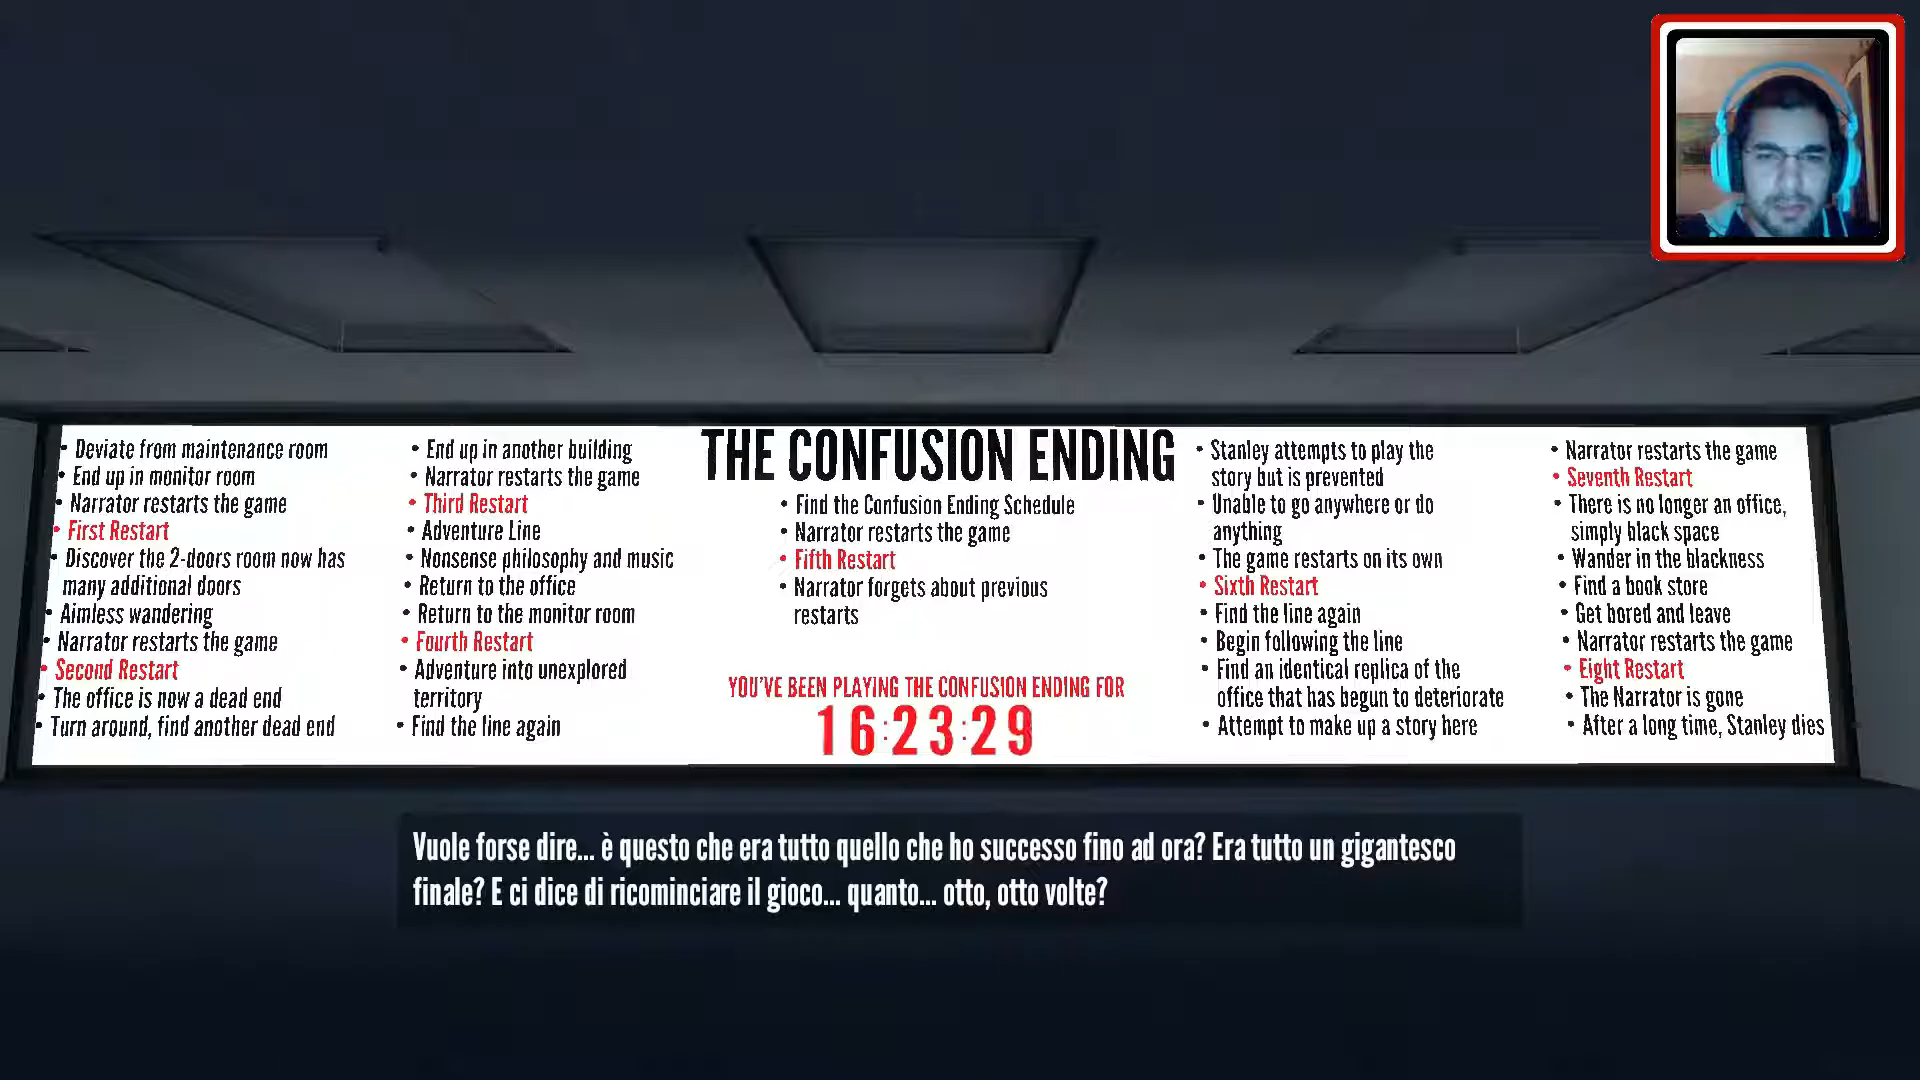 • Deviate from maintenance room
• End up in monitor room
• Narrator restarts the game
• First Restart
• Discover the 2-doors room now has
many additional doors
• Aimless wandering
• Narrator restarts the game
• Second Restart
• The office is now a dead end
• Turn around, find another dead end
• End up in another building
• Narrator restarts the game
• Third Restart
• Adventure Line
• Nonsense philosophy and music
• Return to the office
• Return to the monitor room
• Fourth Restart
• Adventure into unexplored
territory
• Find the line again
THE CONFUSION ENDING
• Find the Confusion Ending Schedule
• Narrator restarts the game
• Fifth Restart
• Narrator forgets about previous
restarts
YOU'VE BEEN PLAYING THE CONFUSION ENDING FOR
16:23:29
• Stanley attempts to play the
story but is prevented
• Unable to go anywhere or do
anything
• The game restarts on its own
• Sixth Restart
• Find the line again
• Begin following the line
• Find an identical replica of the
office that has begun to deteriorate
• Attempt to make up a story here
• Narrator restarts the game
• Seventh Restart
• There is no longer an office,
simply black space
• Wander in the blackness
• Find a book store
• Get bored and leave
• Narrator restarts the game
• Eight Restart
• The Narrator is gone
• After a long time, Stanley dies
Vuole forse dire... è questo che era tutto quello che ho successo fino ad ora? Era tutto un gigantesco
finale? E ci dice di ricominciare il gioco... quanto... otto, otto volte?